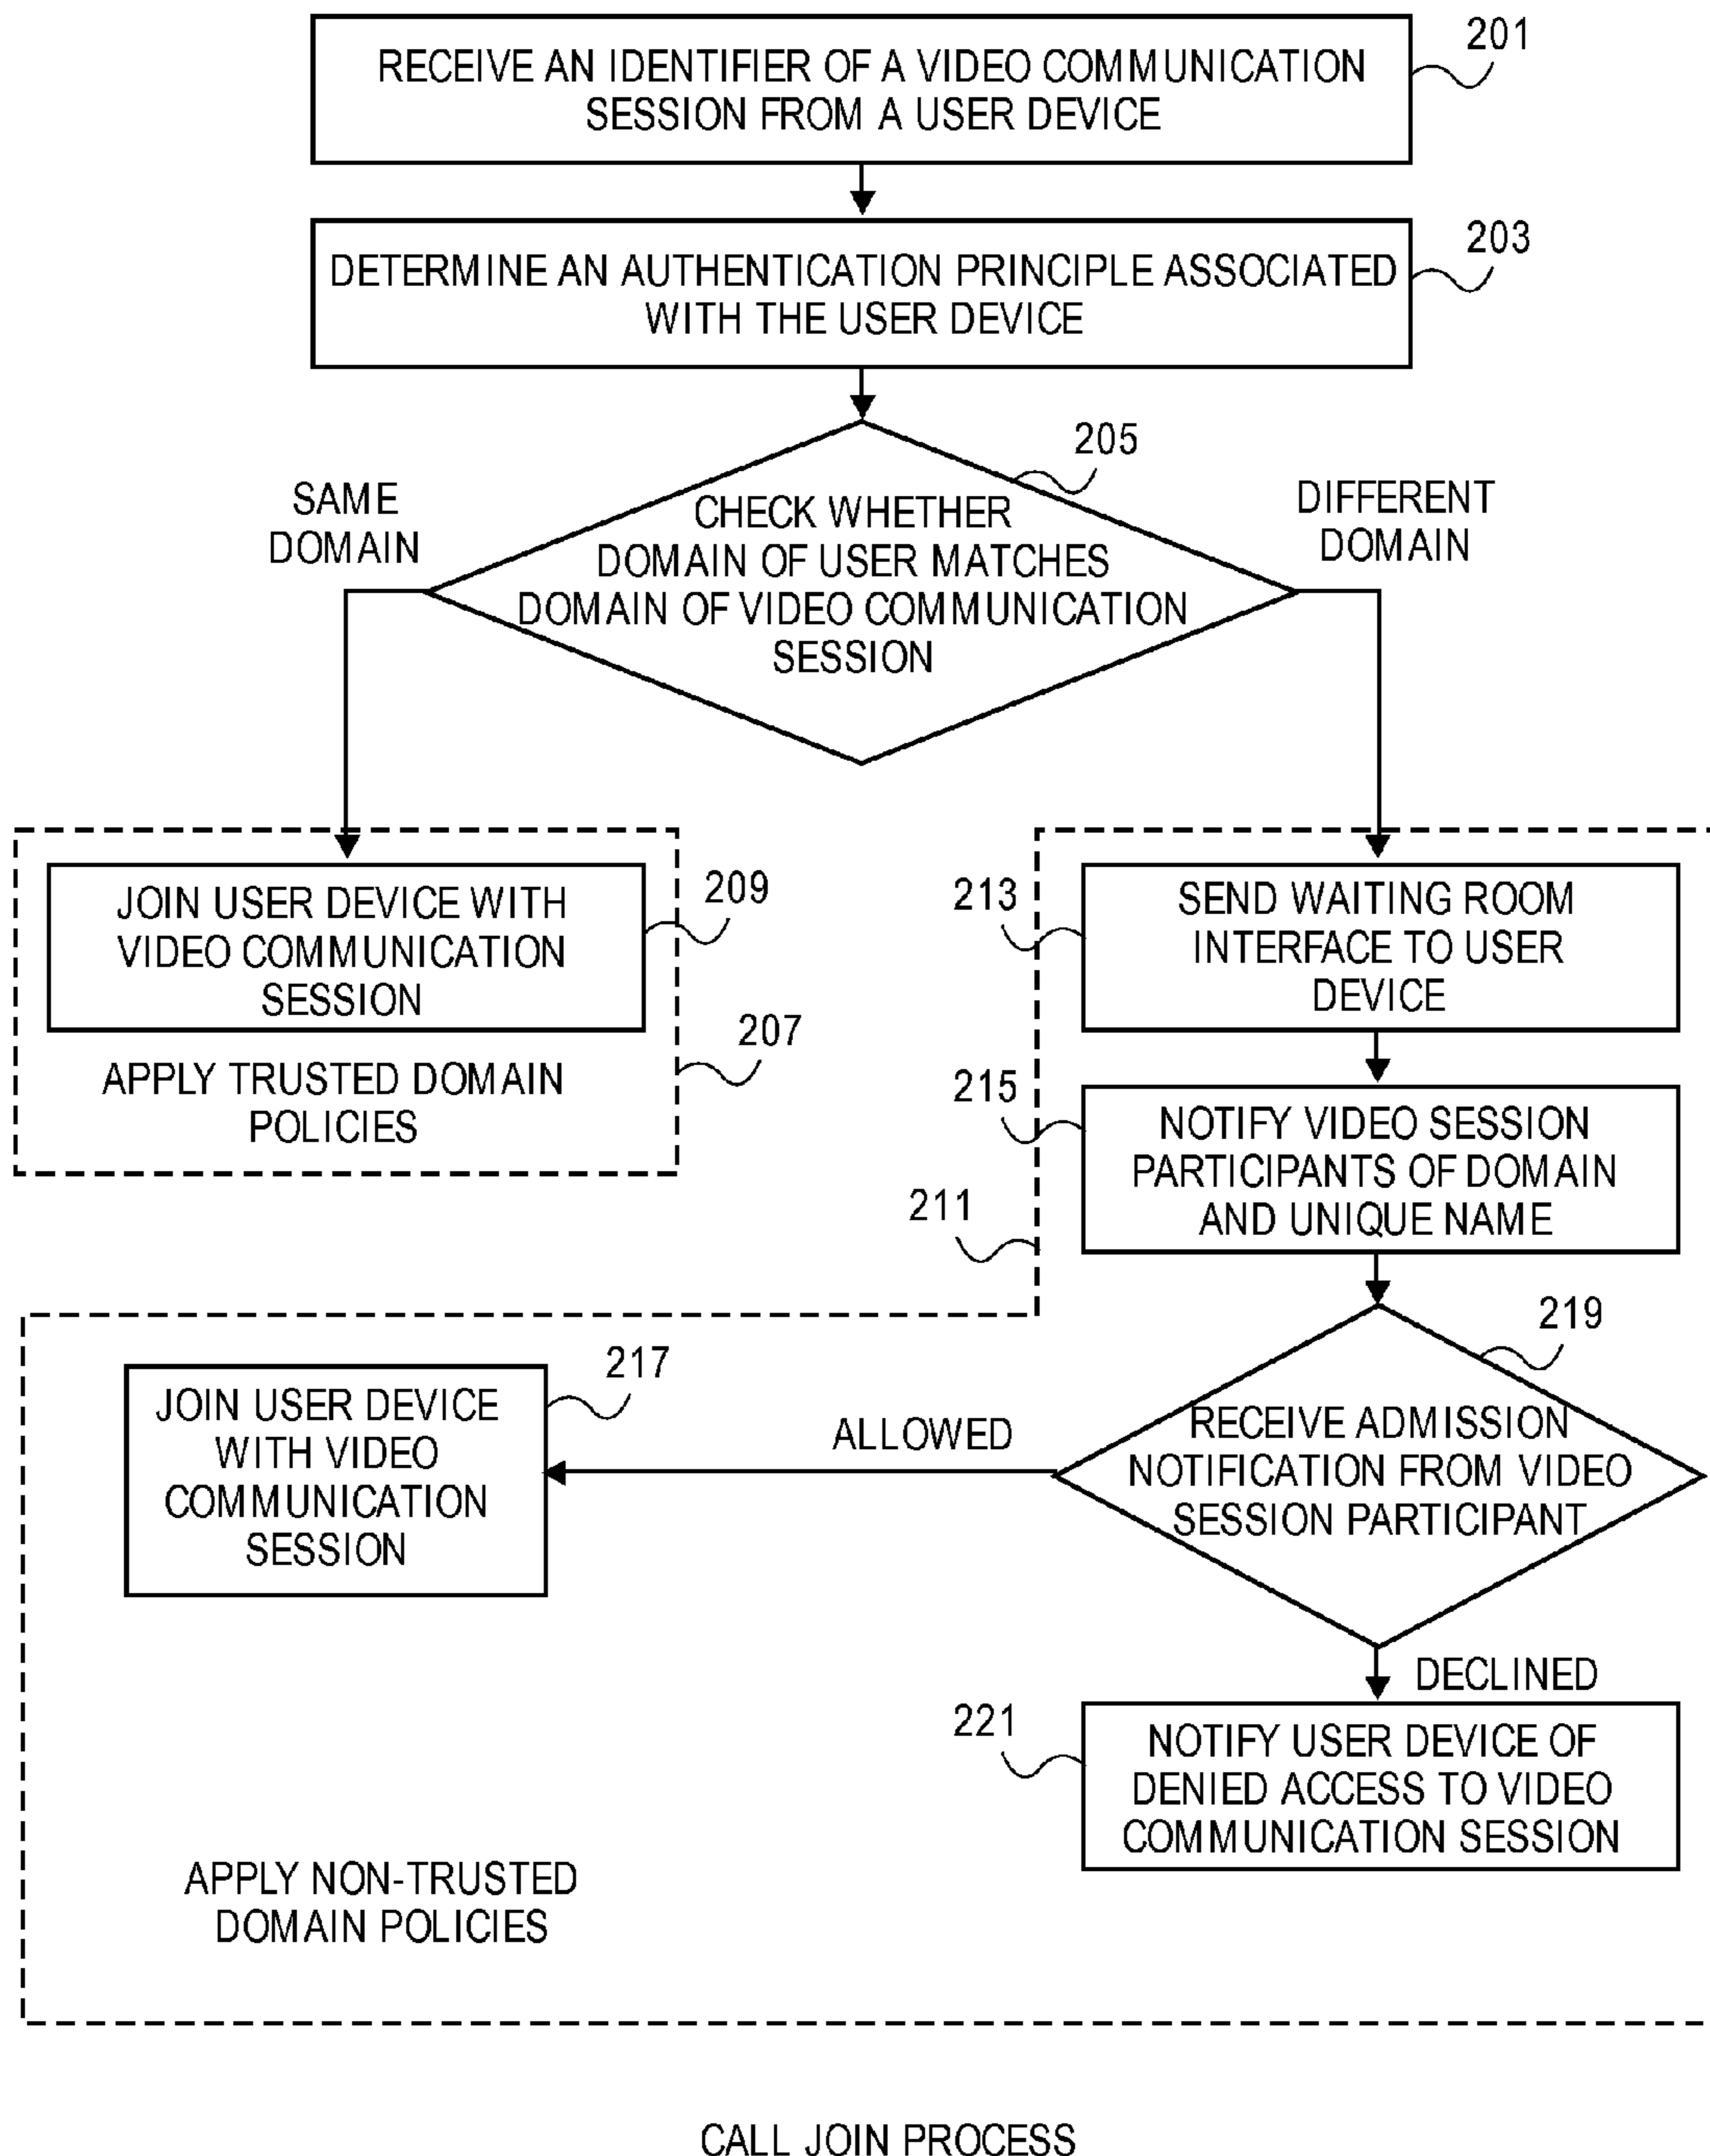 RECEIVE AN IDENTIFIER OF A VIDEO COMMUNICATION
SESSION FROM A USER DEVICE
201
DETERMINE AN AUTHENTICATION PRINCIPLE ASSOCIATED
WITH THE USER DEVICE
203
205
SAME
DOMAIN
CHECK WHETHER
DOMAIN OF USER MATCHES
DOMAIN OF VIDEO COMMUNICATION
SESSION
DIFFERENT
DOMAIN
JOIN USER DEVICE WITH
VIDEO COMMUNICATION
SESSION
209
APPLY TRUSTED DOMAIN
POLICIES
207
213
SEND WAITING ROOM
INTERFACE TO USER
DEVICE
215
NOTIFY VIDEO SESSION
PARTICIPANTS OF DOMAIN
AND UNIQUE NAME
211
219
RECEIVE ADMISSION
NOTIFICATION FROM VIDEO
SESSION PARTICIPANT
ALLOWED
217
JOIN USER DEVICE
WITH VIDEO
COMMUNICATION
SESSION
DECLINED
221
NOTIFY USER DEVICE OF
DENIED ACCESS TO VIDEO
COMMUNICATION SESSION
APPLY NON-TRUSTED
DOMAIN POLICIES
CALL JOIN PROCESS